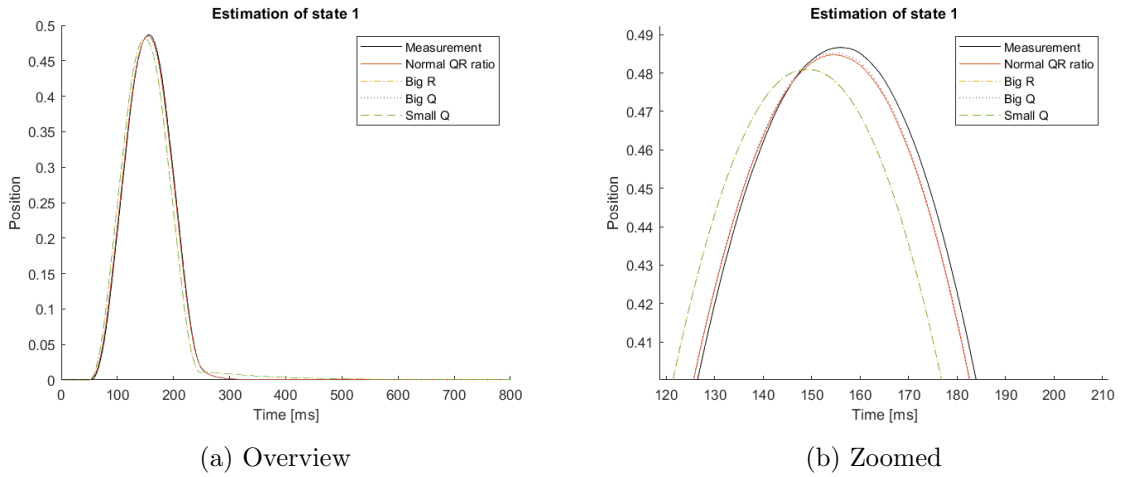 Estimation of state 1
0.5
0.45
0.4
0.35
0.3
0.25
0.2
0.15
0.1
0.05
0
Position
Measurement
Normal QR ratio
Big R
Big Q
Small Q
0 100 200 300 400 500 600 700 800
Time [ms]
(a) Overview
Estimation of state 1
0.49
0.48
0.47
0.46
0.45
0.44
0.43
0.42
0.41
Position
Measurement
Normal QR ratio
Big R
Big Q
Small Q
120 130 140 150 160 170 180 190 200 210
Time [ms]
(b) Zoomed